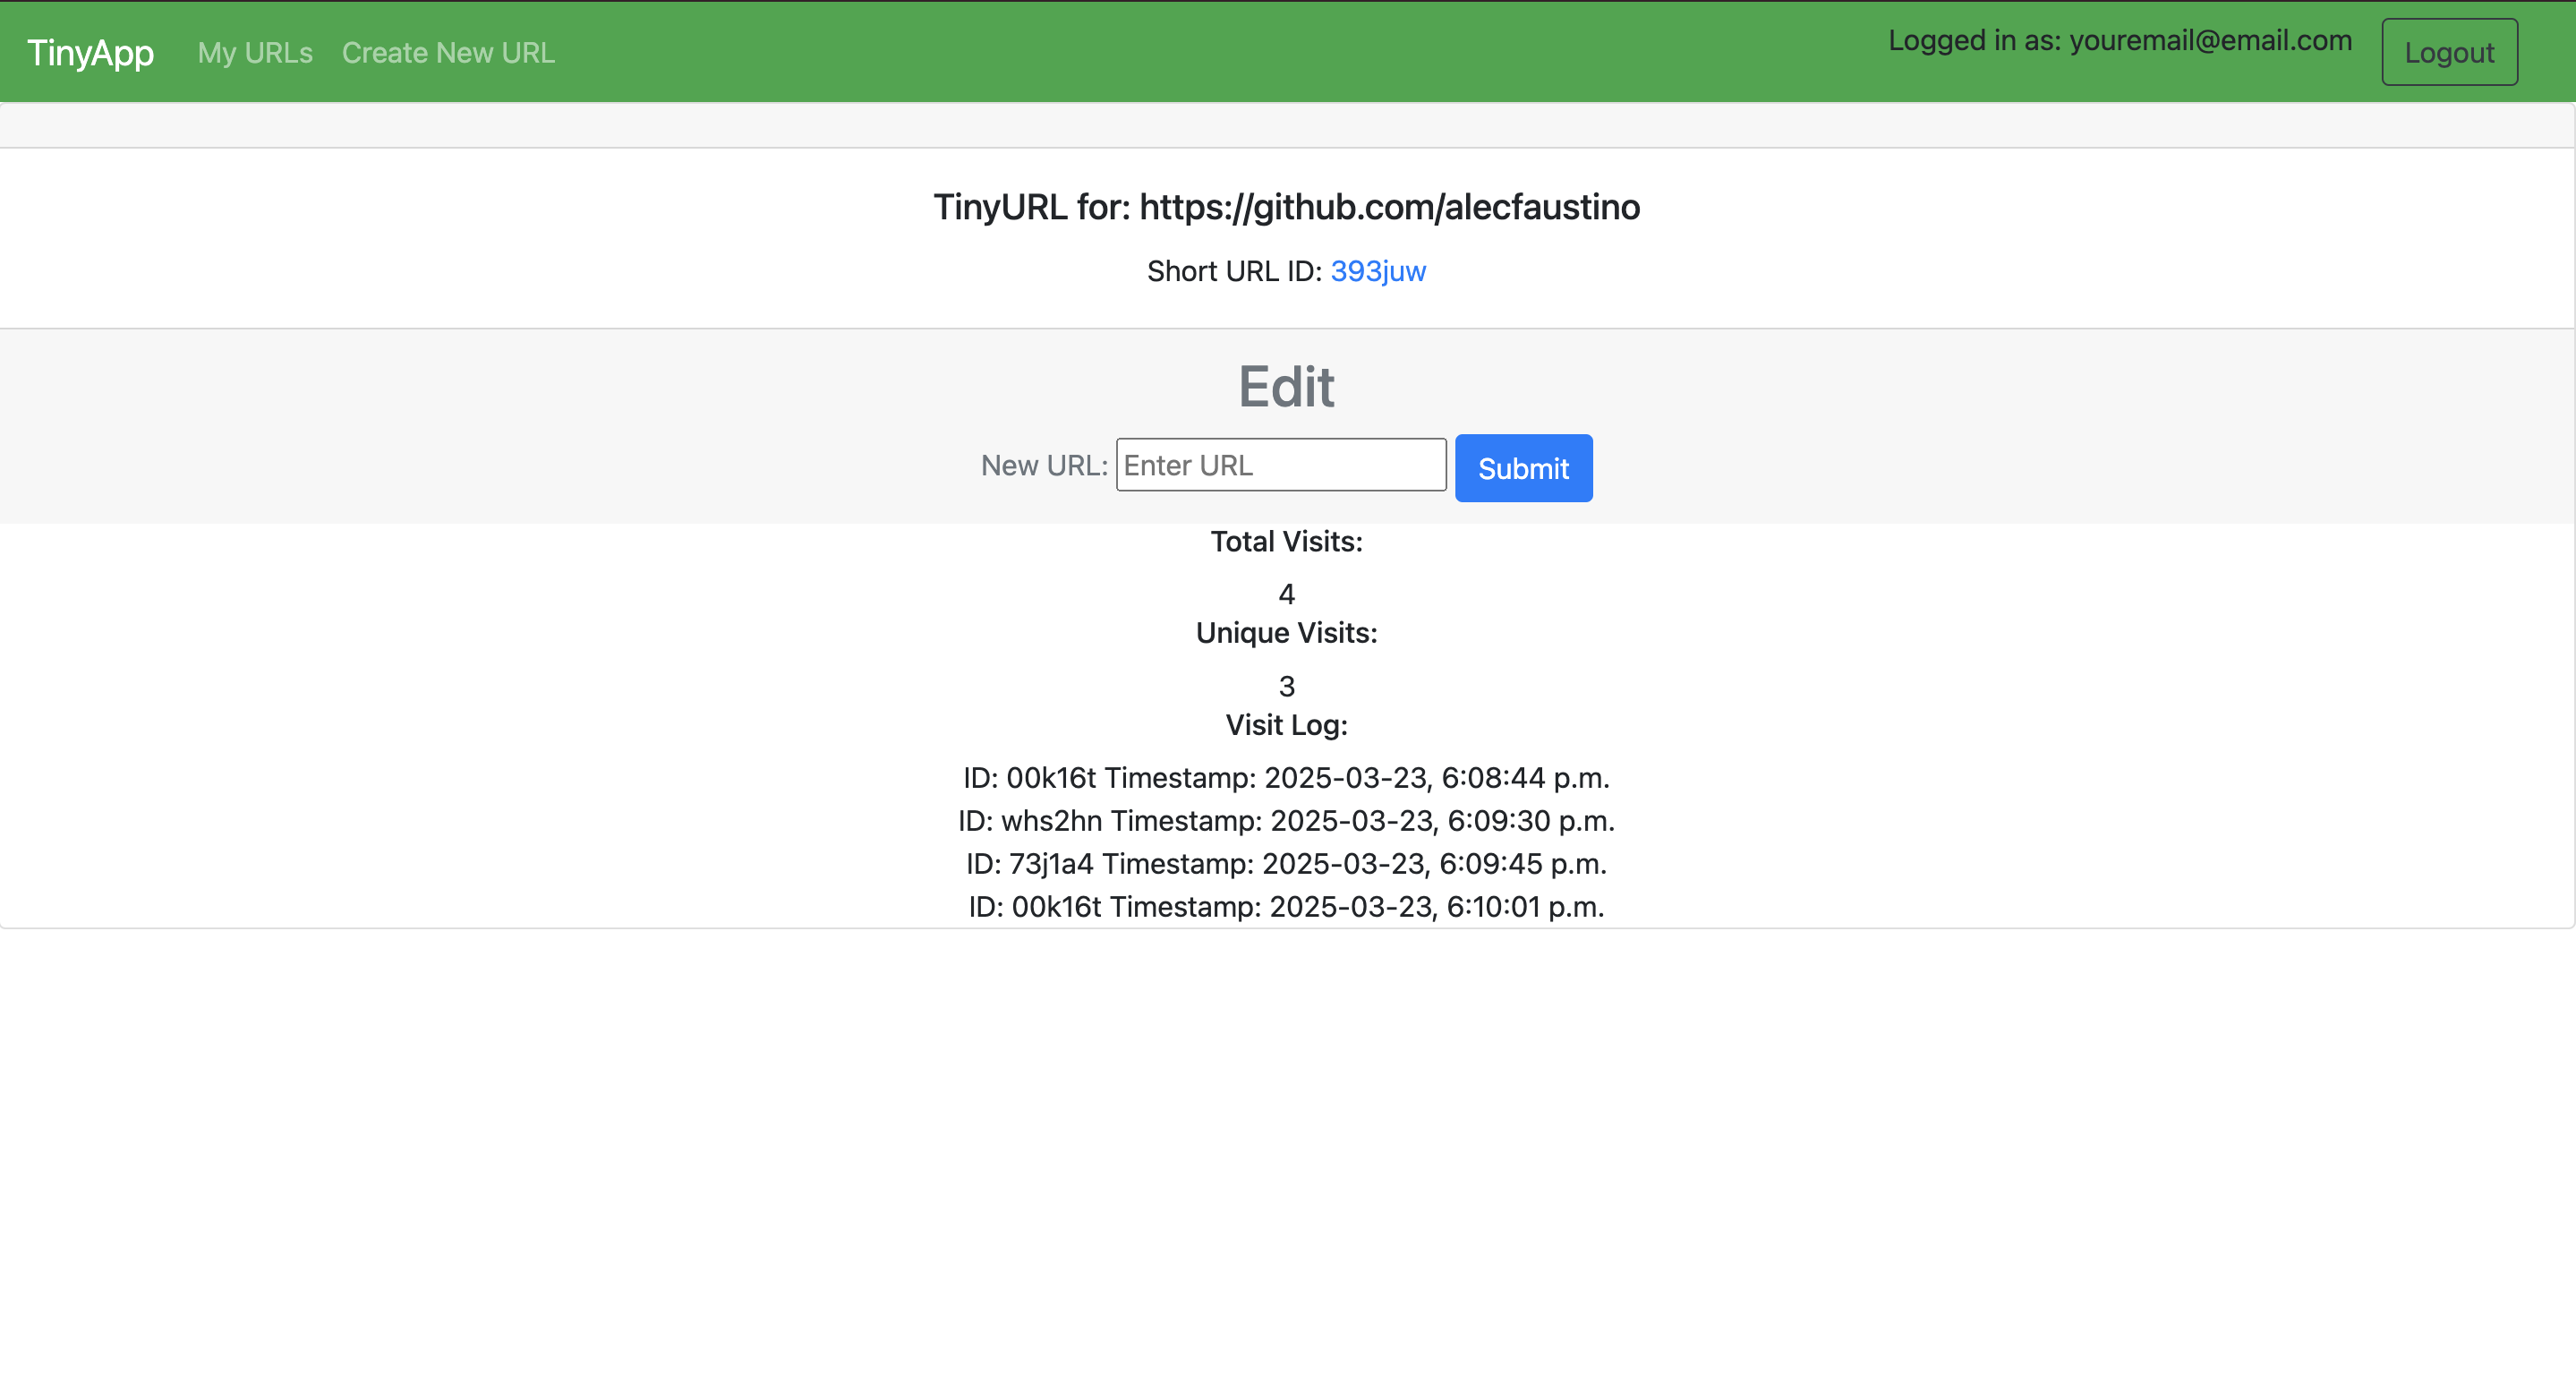 TinyApp My URLs Create New URL Logged in as: youremail@email.com Logout
TinyURL for: https://github.com/alecfaustino
Short URL ID: 393juw
Edit
New URL: Enter URL Submit
Total Visits:
4
Unique Visits:
3
Visit Log:
ID: 00k16t Timestamp: 2025-03-23, 6:08:44 p.m.
ID: whs2hn Timestamp: 2025-03-23, 6:09:30 p.m.
ID: 73j1a4 Timestamp: 2025-03-23, 6:09:45 p.m.
ID: 00k16t Timestamp: 2025-03-23, 6:10:01 p.m.